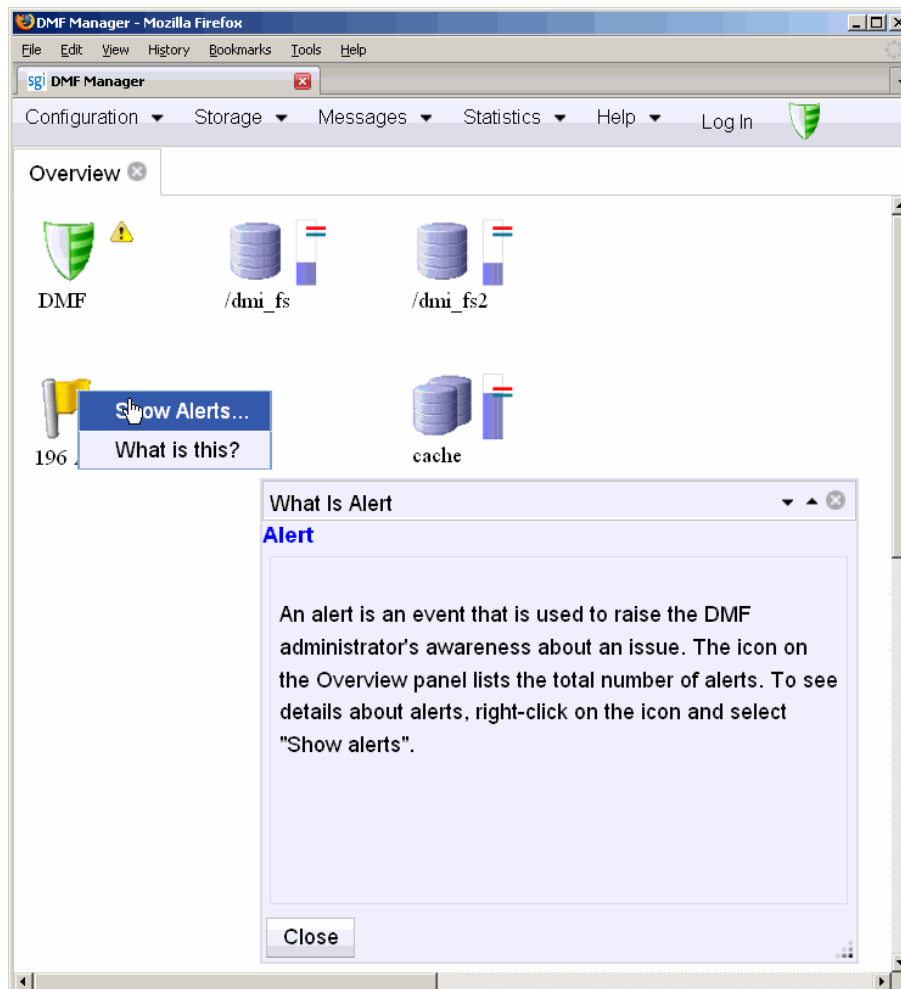 DMF Manager - Mozilla Firefox
File Edit View History Bookmarks Tools Help
sgi DMF Manager
Configuration Storage Messages Statistics Help Log In
Overview
DMF /dmi_fs /dmi_fs2
Show Alerts...
What is this?
196 cache
What Is Alert
Alert
An alert is an event that is used to raise the DMF
administrator's awareness about an issue. The icon on
the Overview panel lists the total number of alerts. To see
details about alerts, right-click on the icon and select
"Show alerts".
Close